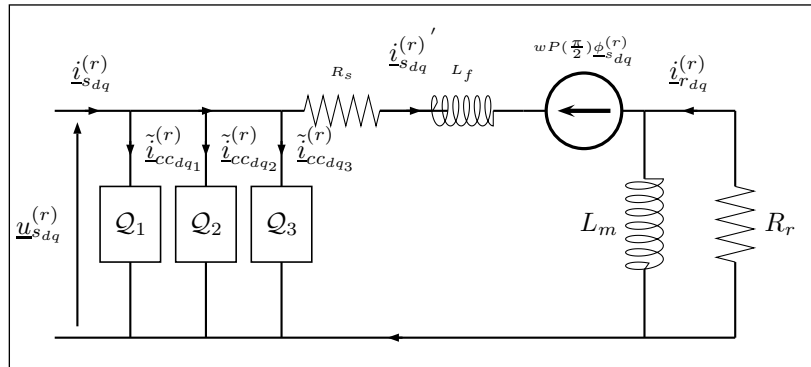 i_{s_{dq}}^{(r)}
R_s
i_{s_{dq}}^{(r)}′
L_f
wP(π/2)ϕ_{s_{dq}}^{(r)}
i_{r_{dq}}^{(r)}
ĩ_{cc_{dq_1}}^{(r)}
ĩ_{cc_{dq_2}}^{(r)}
ĩ_{cc_{dq_3}}^{(r)}
u_{s_{dq}}^{(r)}
Q_1
Q_2
Q_3
L_m
R_r